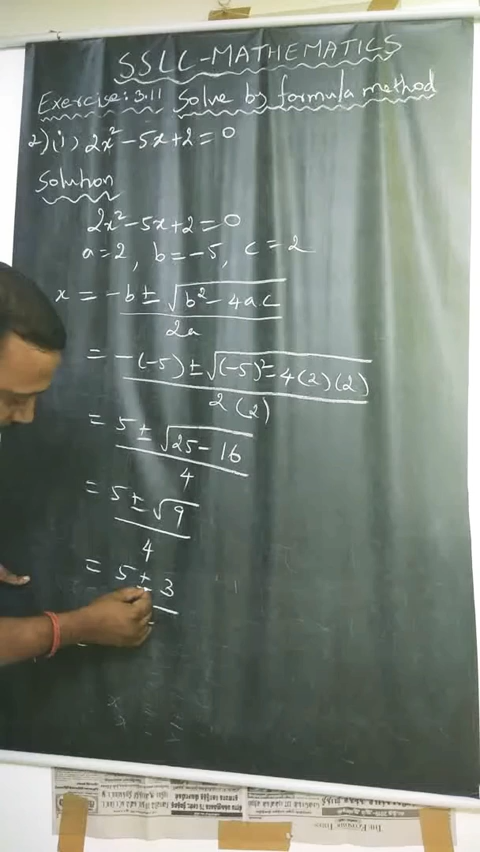 SSLC-MATHEMATICS
Exercise: 3.11 Solve by formula method
2) (i) 2x² - 5x + 2 = 0
Solution
2x² - 5x + 2 = 0
a = 2, b = -5, c = 2
x = -b ± √b² - 4a.c
2a
= -(-5) ± √(-5)² - 4(2)(2)
2(2)
= 5 ± √25 - 16
4
= 5 ± √9
4
= 5 ± 3